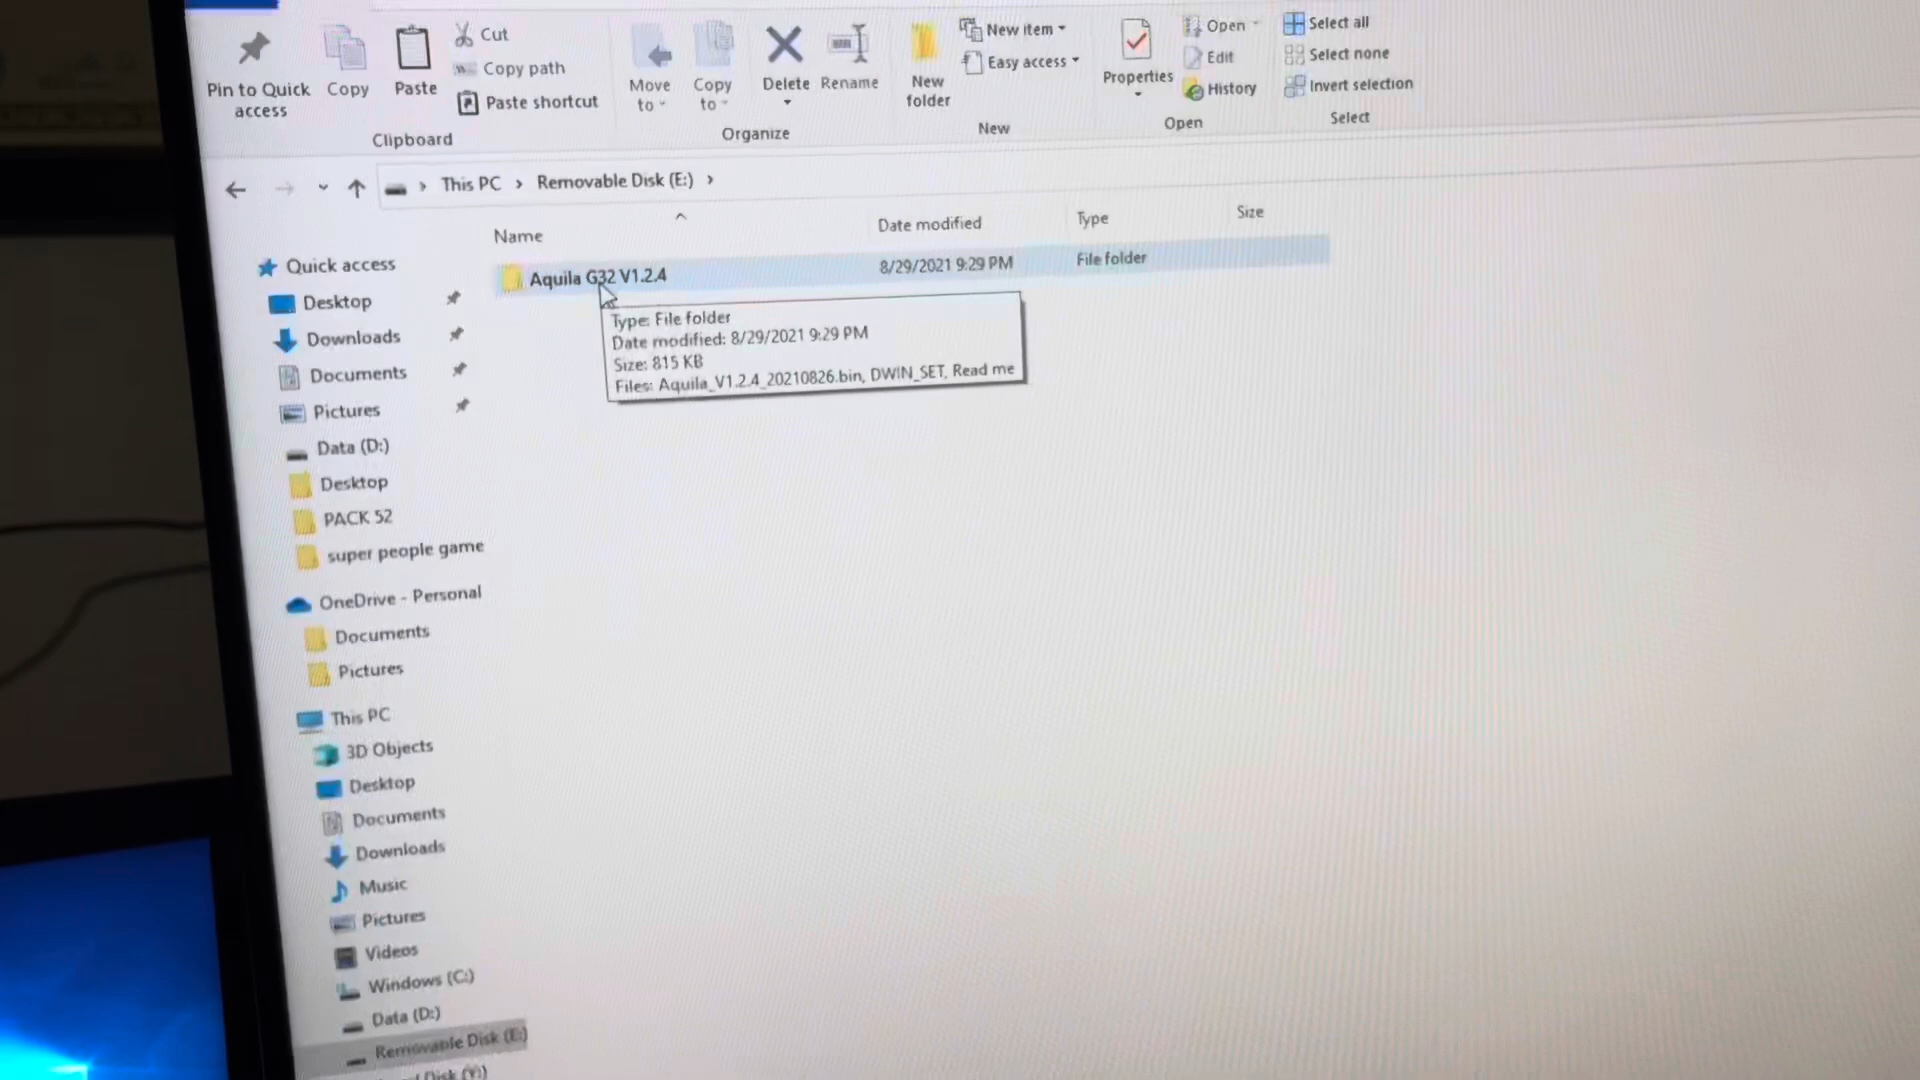 Pin to Quick access
Copy
Paste
Cut
Copy path
Paste shortcut
Clipboard
Move to
Copy to
Delete
Rename
Organize
New folder
New item
Easy access
New
Properties
Open
Edit
History
Open
Select all
Select none
Invert selection
Select
This PC > Removable Disk (E:) >
Name Date modified Type Size
Aquila G32 V1.2.4 8/29/2021 9:29 PM File folder
Type: File folder
Date modified: 8/29/2021 9:29 PM
Size: 815 KB
Files: Aquila_V1.2.4_20210826.bin, DWIN_SET, Read me
Quick access
Desktop
Downloads
Documents
Pictures
Data (D:)
Desktop
PACK 52
super people game
OneDrive - Personal
Documents
Pictures
This PC
3D Objects
Desktop
Documents
Downloads
Music
Pictures
Videos
Windows (C:)
Data (D:)
Removable Disk (E:)
Disk (Y:)